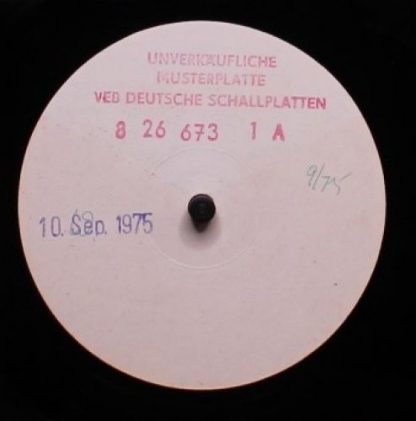 UNVERKÄUFLICHE
MUSTERPLATTE
VEB DEUTSCHE SCHALLPLATTEN
8 26 673 1 A
9/75
10. Sep. 1975